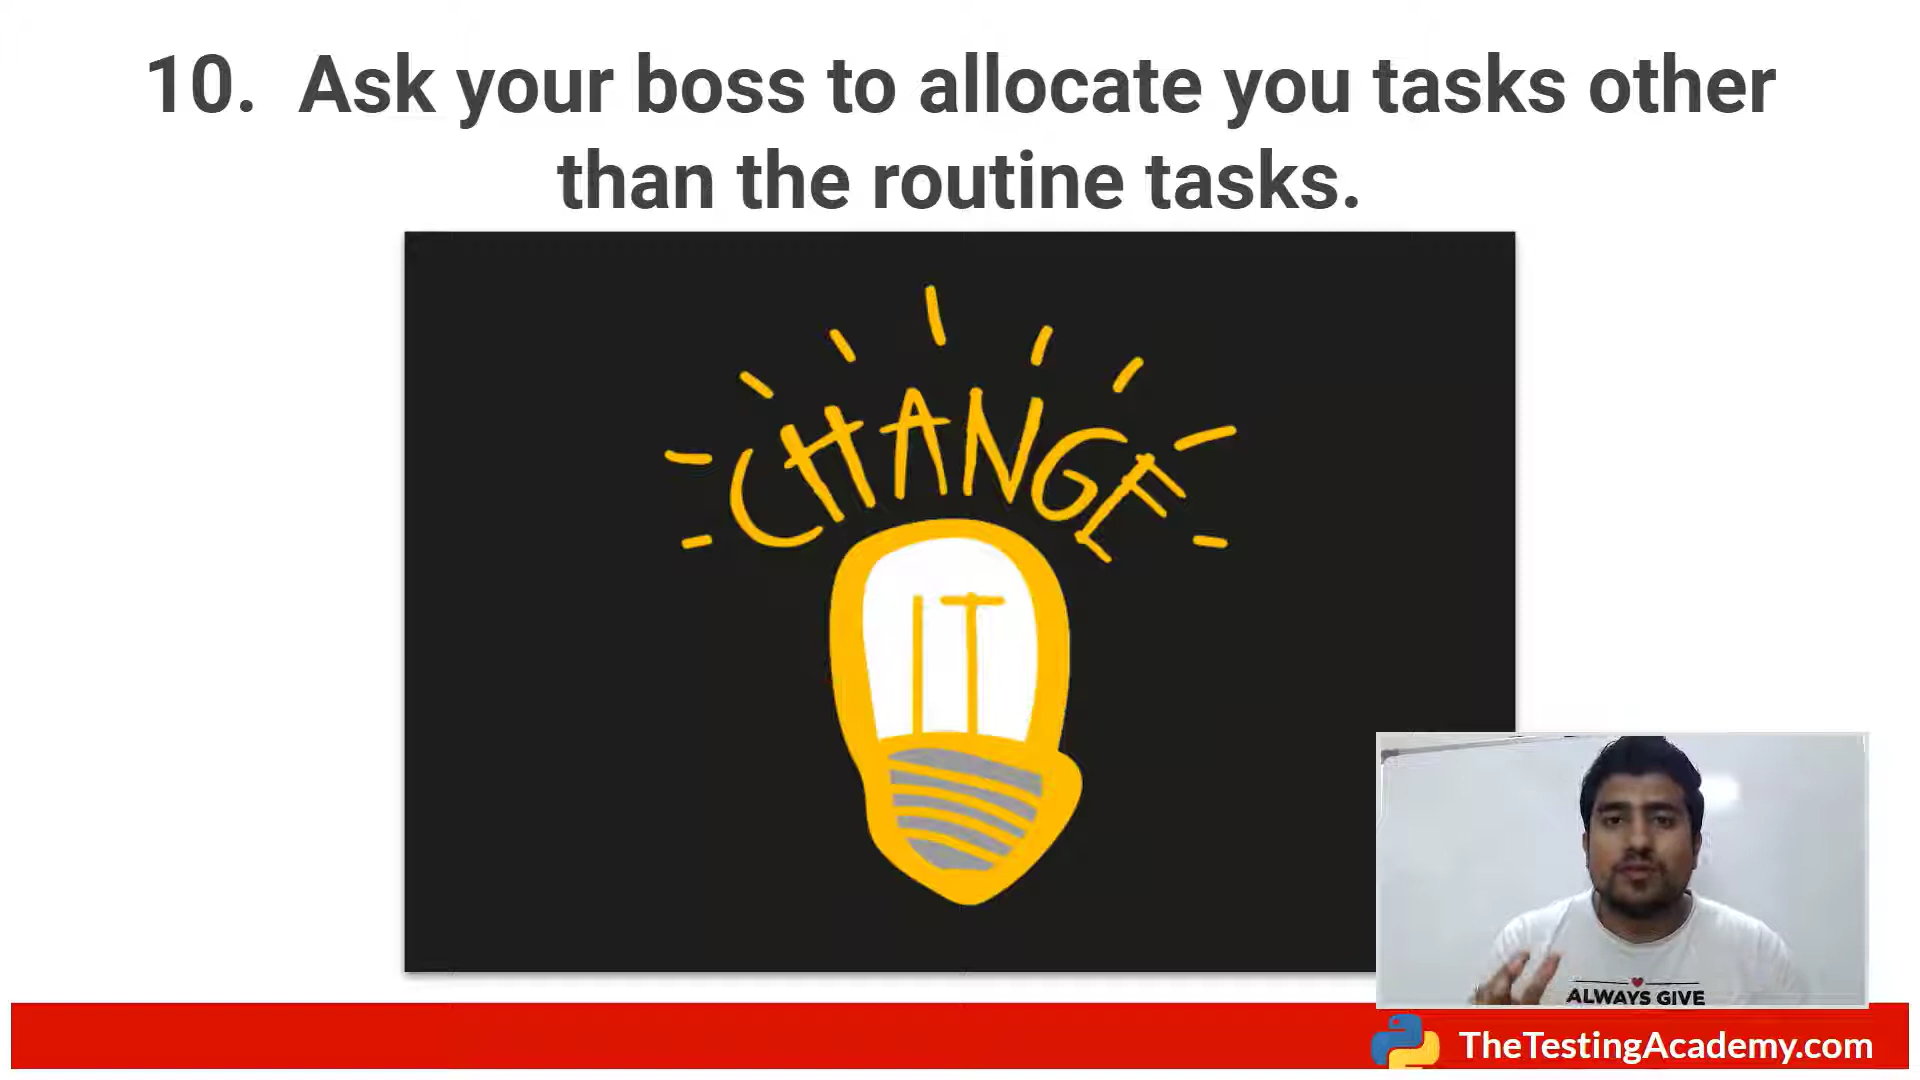 10. Ask your boss to allocate you tasks other
than the routine tasks.
CHANGE
IT
ALWAYS GIVE
TheTestingAcademy.com